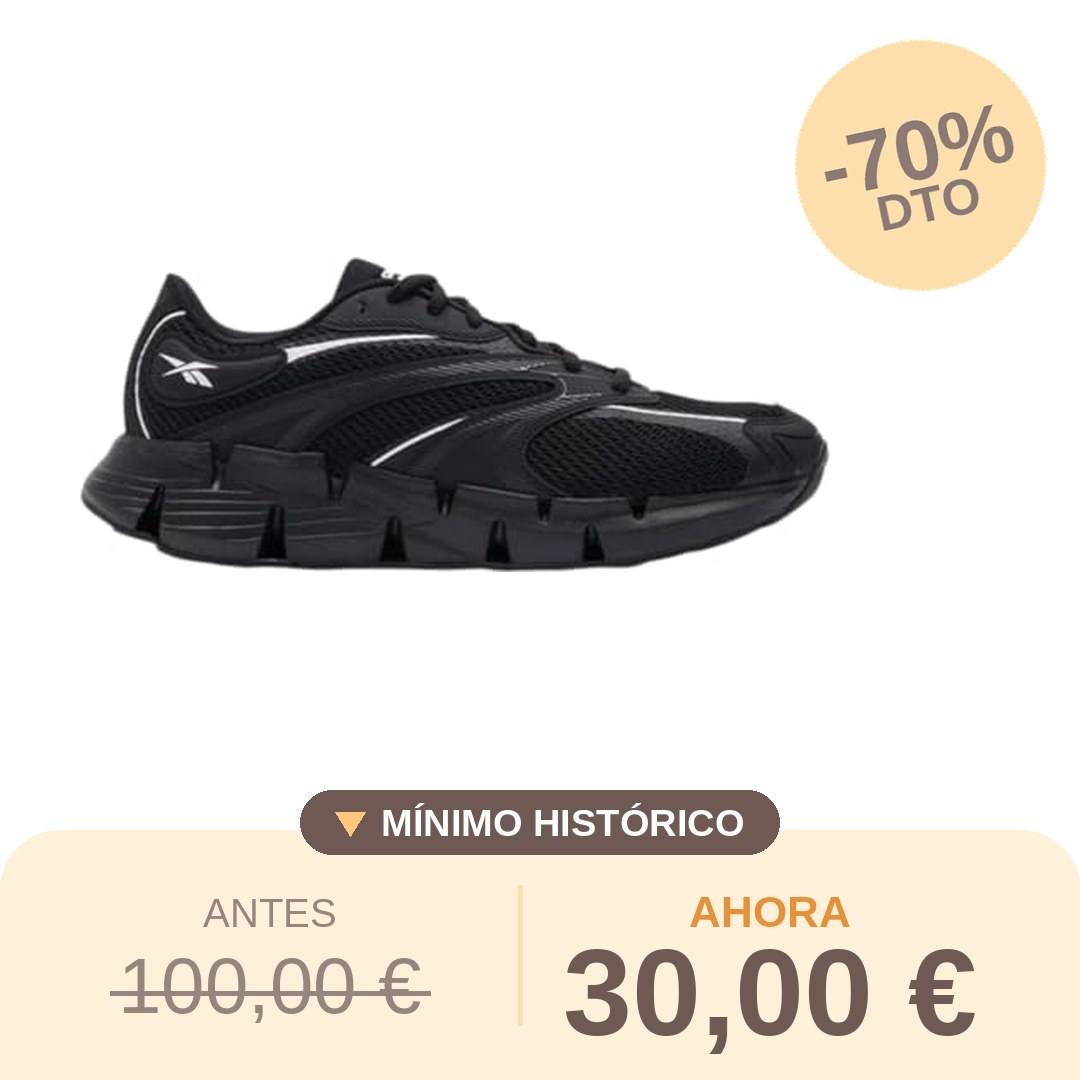 -70%
DTO
MÍNIMO HISTÓRICO
ANTES
100,00 €
AHORA
30,00 €